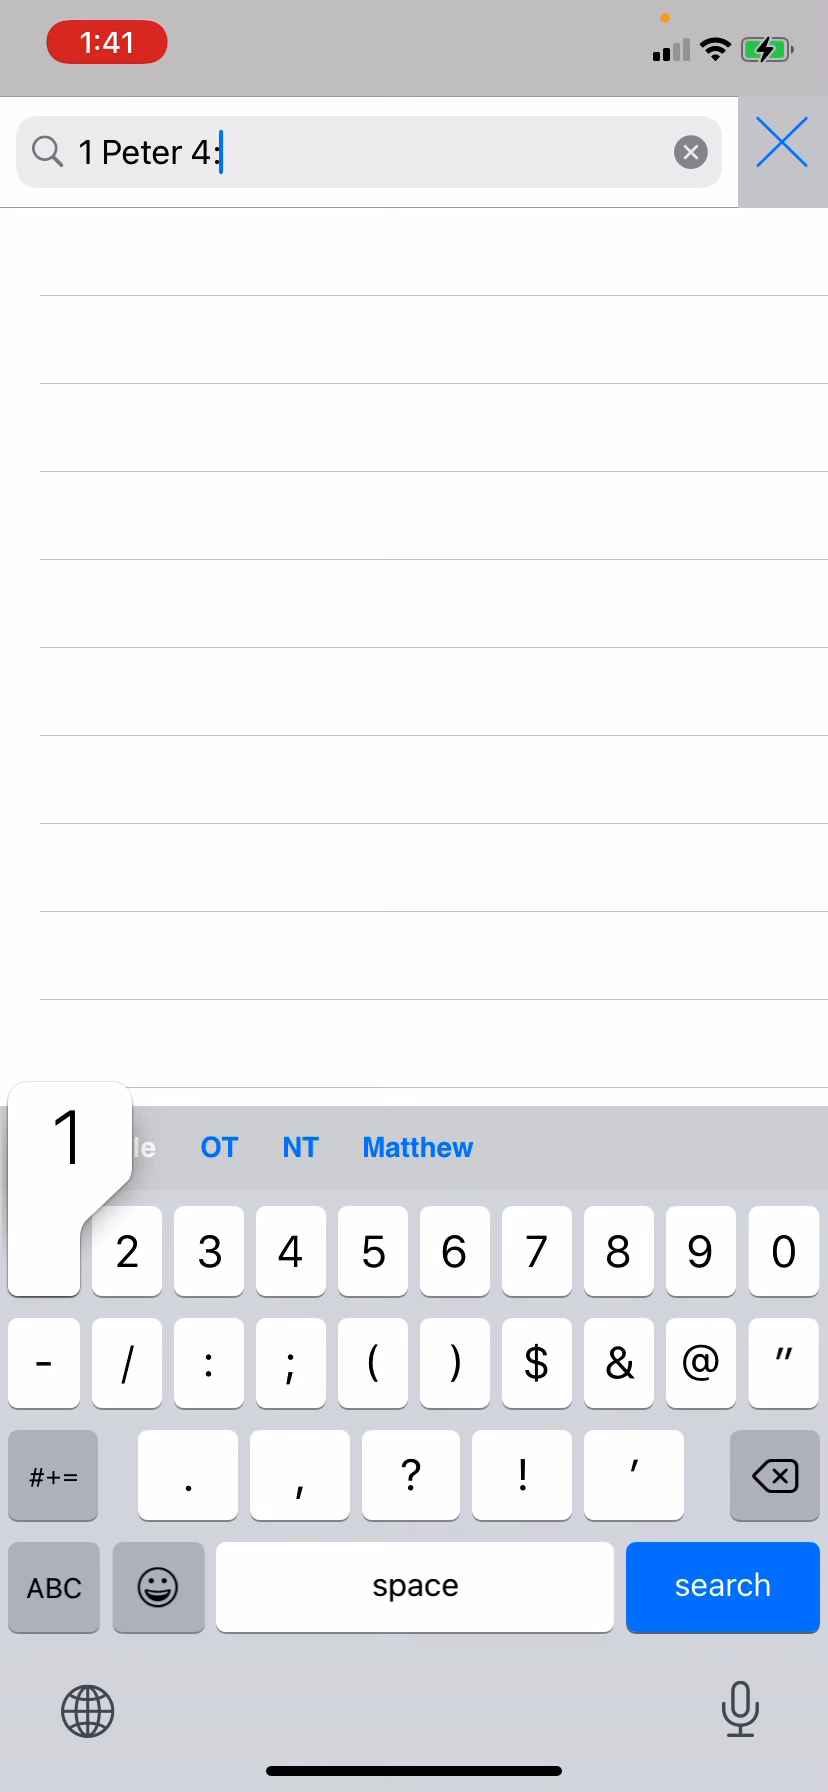 1:41
1 Peter 4:
1
le OT NT Matthew
2 3 4 5 6 7 8 9 0
- / : ; ( ) $ & @ "
#+= . , ? ! '
ABC space search